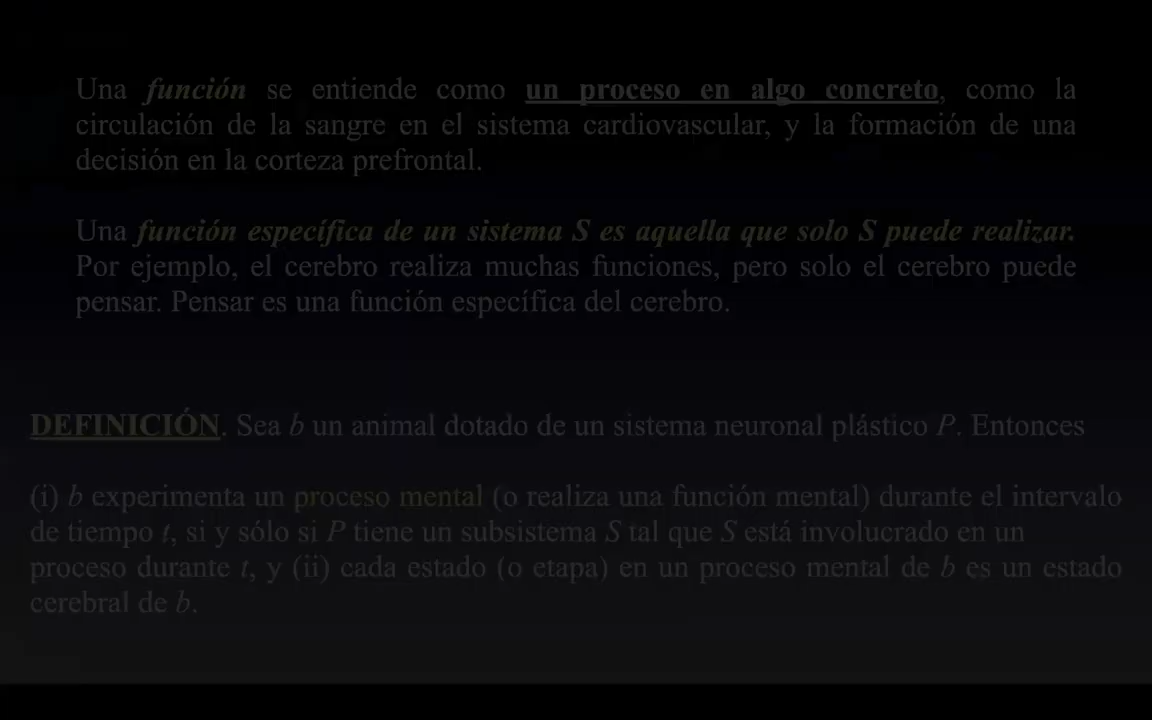 Una función se entiende como un proceso en algo concreto, como la
circulación de la sangre en el sistema cardiovascular, y la formación de una
decisión en la corteza prefrontal.
Una función específica de un sistema S es aquella que solo S puede realizar.
Por ejemplo, el cerebro realiza muchas funciones, pero solo el cerebro puede
pensar. Pensar es una función específica del cerebro.
DEFINICIÓN. Sea b un animal dotado de un sistema neuronal plástico P. Entonces
(i) b experimenta un proceso mental (o realiza una función mental) durante el intervalo
de tiempo t, si y sólo si P tiene un subsistema S tal que S está involucrado en un
proceso durante t, y (ii) cada estado (o etapa) en un proceso mental de b es un estado
cerebral de b.